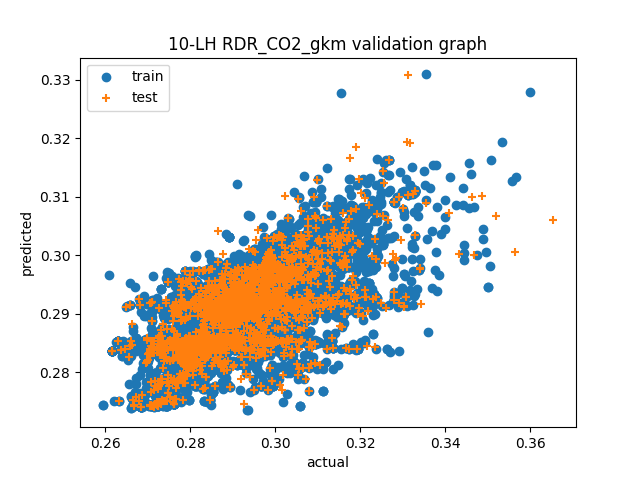 10-LH RDR_CO2_gkm validation graph
train
test
0.33
0.32
0.31
0.30
0.29
0.28
predicted
0.26
0.28
0.30
0.32
0.34
0.36
actual